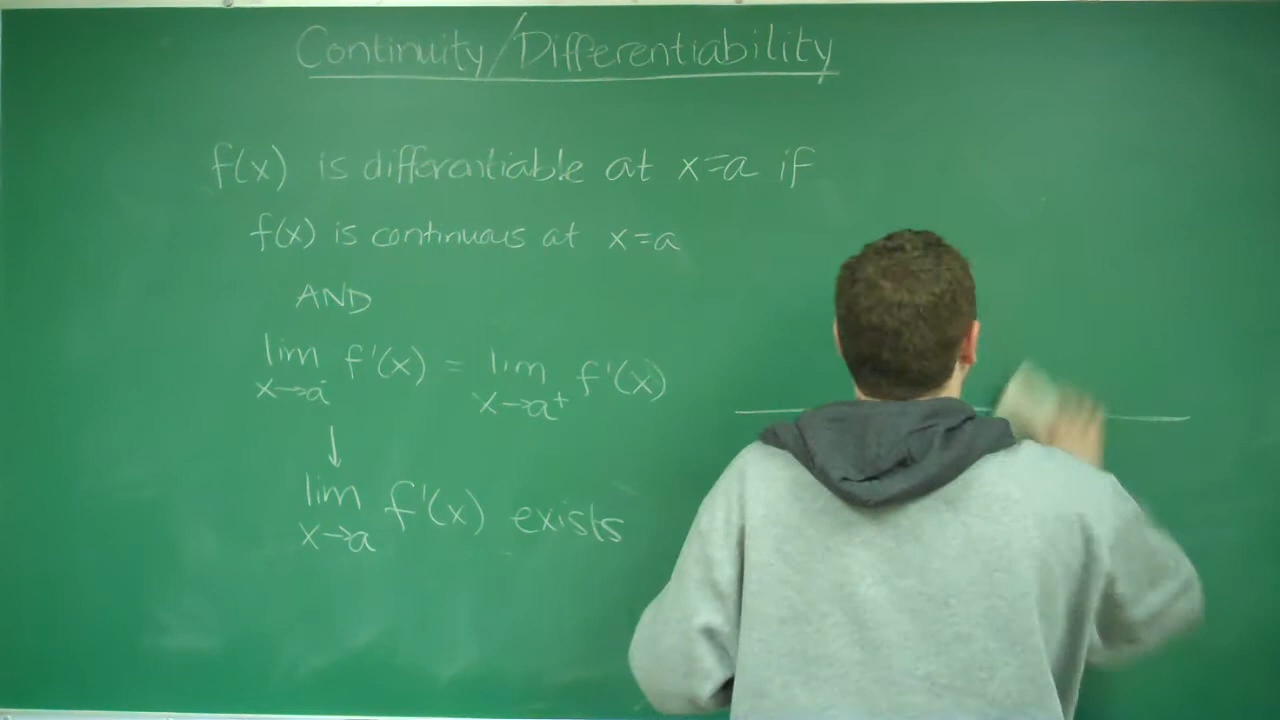 Continuity/Differentiability
f(x) is differentiable at x=a if
f(x) is continuous at x=a
AND
lim x→a⁻ f'(x) = lim x→a⁺ f'(x)
↓
lim x→a f'(x) exists